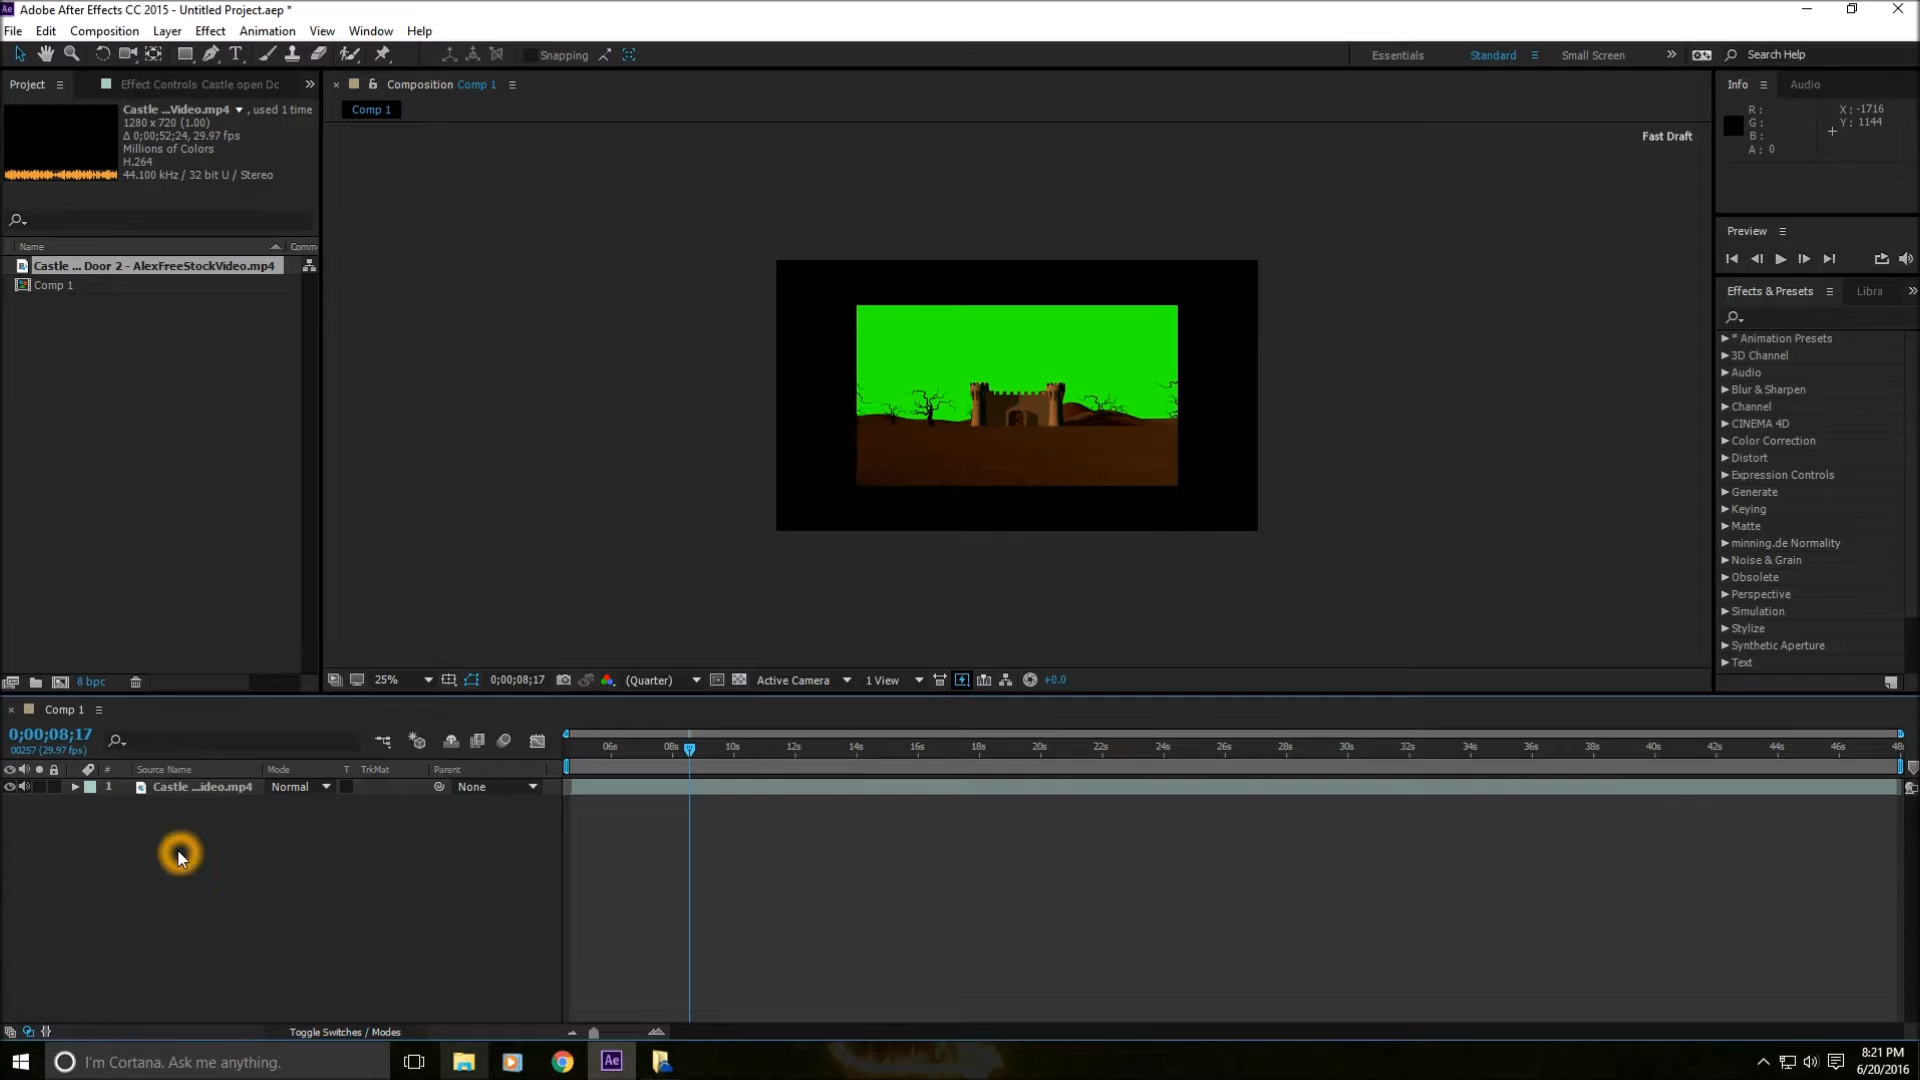 Ae Adobe After Effects CC 2015 - Untitled Project.aep *
File Edit Composition Layer Effect Animation View Window Help
Snapping
Essentials Standard Small Screen Search Help
Project Effect Controls Castle open Dc
Castle ...Video.mp4 , used 1 time
1280 x 720 (1.00)
Δ 0;00;52;24, 29.97 fps
Millions of Colors
H.264
44.100 kHz / 32 bit U / Stereo
Name Comm
Castle ... Door 2 - AlexFreeStockVideo.mp4
Comp 1
8 bpc
Composition Comp 1
Comp 1
Fast Draft
25% 0;00;08;17 (Quarter) Active Camera 1 View +0.0
Info Audio
R: X: -1716
G: Y: 1144
B:
A: 0
Preview
Effects & Presets Libra
* Animation Presets
3D Channel
Audio
Blur & Sharpen
Channel
CINEMA 4D
Color Correction
Distort
Expression Controls
Generate
Keying
Matte
minning.de Normality
Noise & Grain
Obsolete
Perspective
Simulation
Stylize
Synthetic Aperture
Text
Comp 1
0;00;08;17
00257 (29.97 fps)
06s 08s 10s 12s 14s 16s 18s 20s 22s 24s 26s 28s 30s 32s 34s 36s 38s 40s 42s 44s 46s 48
# Source Name Mode T TrkMat Parent
1 Castle ...ideo.mp4 Normal None
Toggle Switches / Modes
I'm Cortana. Ask me anything.
Ae
8:21 PM
6/20/2016